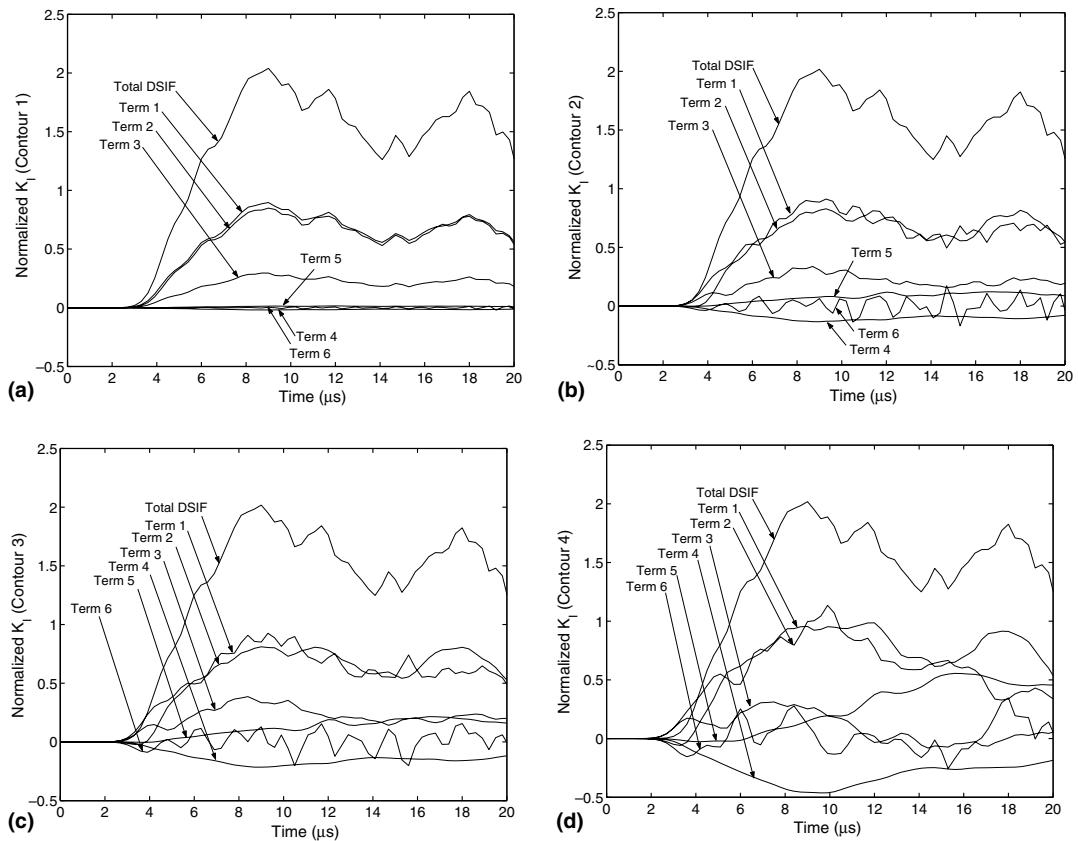 2.5
2
1.5
1
0.5
0
−0.5
Normalized K_I (Contour 1)
Total DSIF
Term 1
Term 2
Term 3
Term 5
Term 4
Term 6
0 2 4 6 8 10 12 14 16 18 20
Time (μs)
(a)
2.5
2
1.5
1
0.5
0
~0.5
Normalized K_I (Contour 2)
Total DSIF
Term 1
Term 2
Term 3
Term 5
Term 6
Term 4
0 2 4 6 8 10 12 14 16 18 20
Time (μs)
(b)
2.5
2
1.5
1
0.5
0
−0.5
Normalized K_I (Contour 3)
Total DSIF
Term 1
Term 2
Term 3
Term 4
Term 5
Term 6
0 2 4 6 8 10 12 14 16 18 20
Time (μs)
(c)
2.5
2
1.5
1
0.5
0
−0.5
Normalized K_I (Contour 4)
Total DSIF
Term 1
Term 2
Term 3
Term 4
Term 5
Term 6
0 2 4 6 8 10 12 14 16 18 20
Time (μs)
(d)